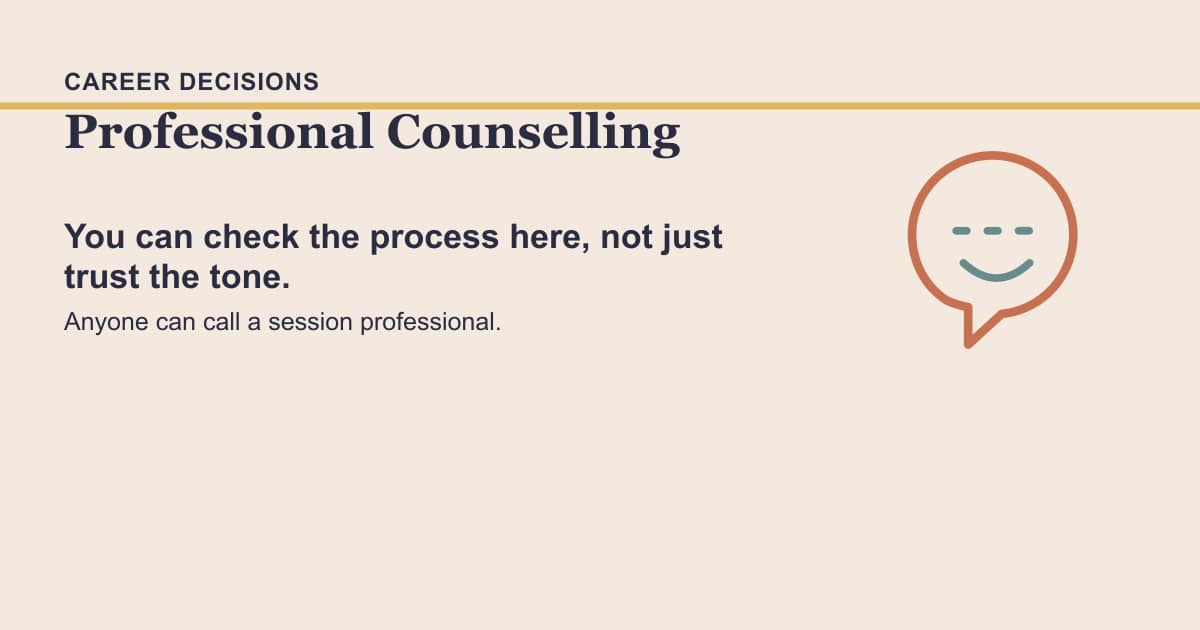 CAREER DECISIONS
Professional Counselling
You can check the process here, not just
trust the tone.
Anyone can call a session professional.